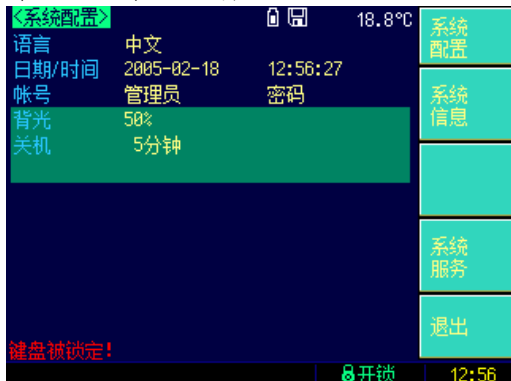 <系统配置> 18.8℃
语言 中文
日期/时间 2005-02-18 12:56:27
帐号 管理员 密码
背光 50%
关机 5分钟
系统
配置
系统
信息
系统
服务
退出
键盘被锁定!
开锁 12:56